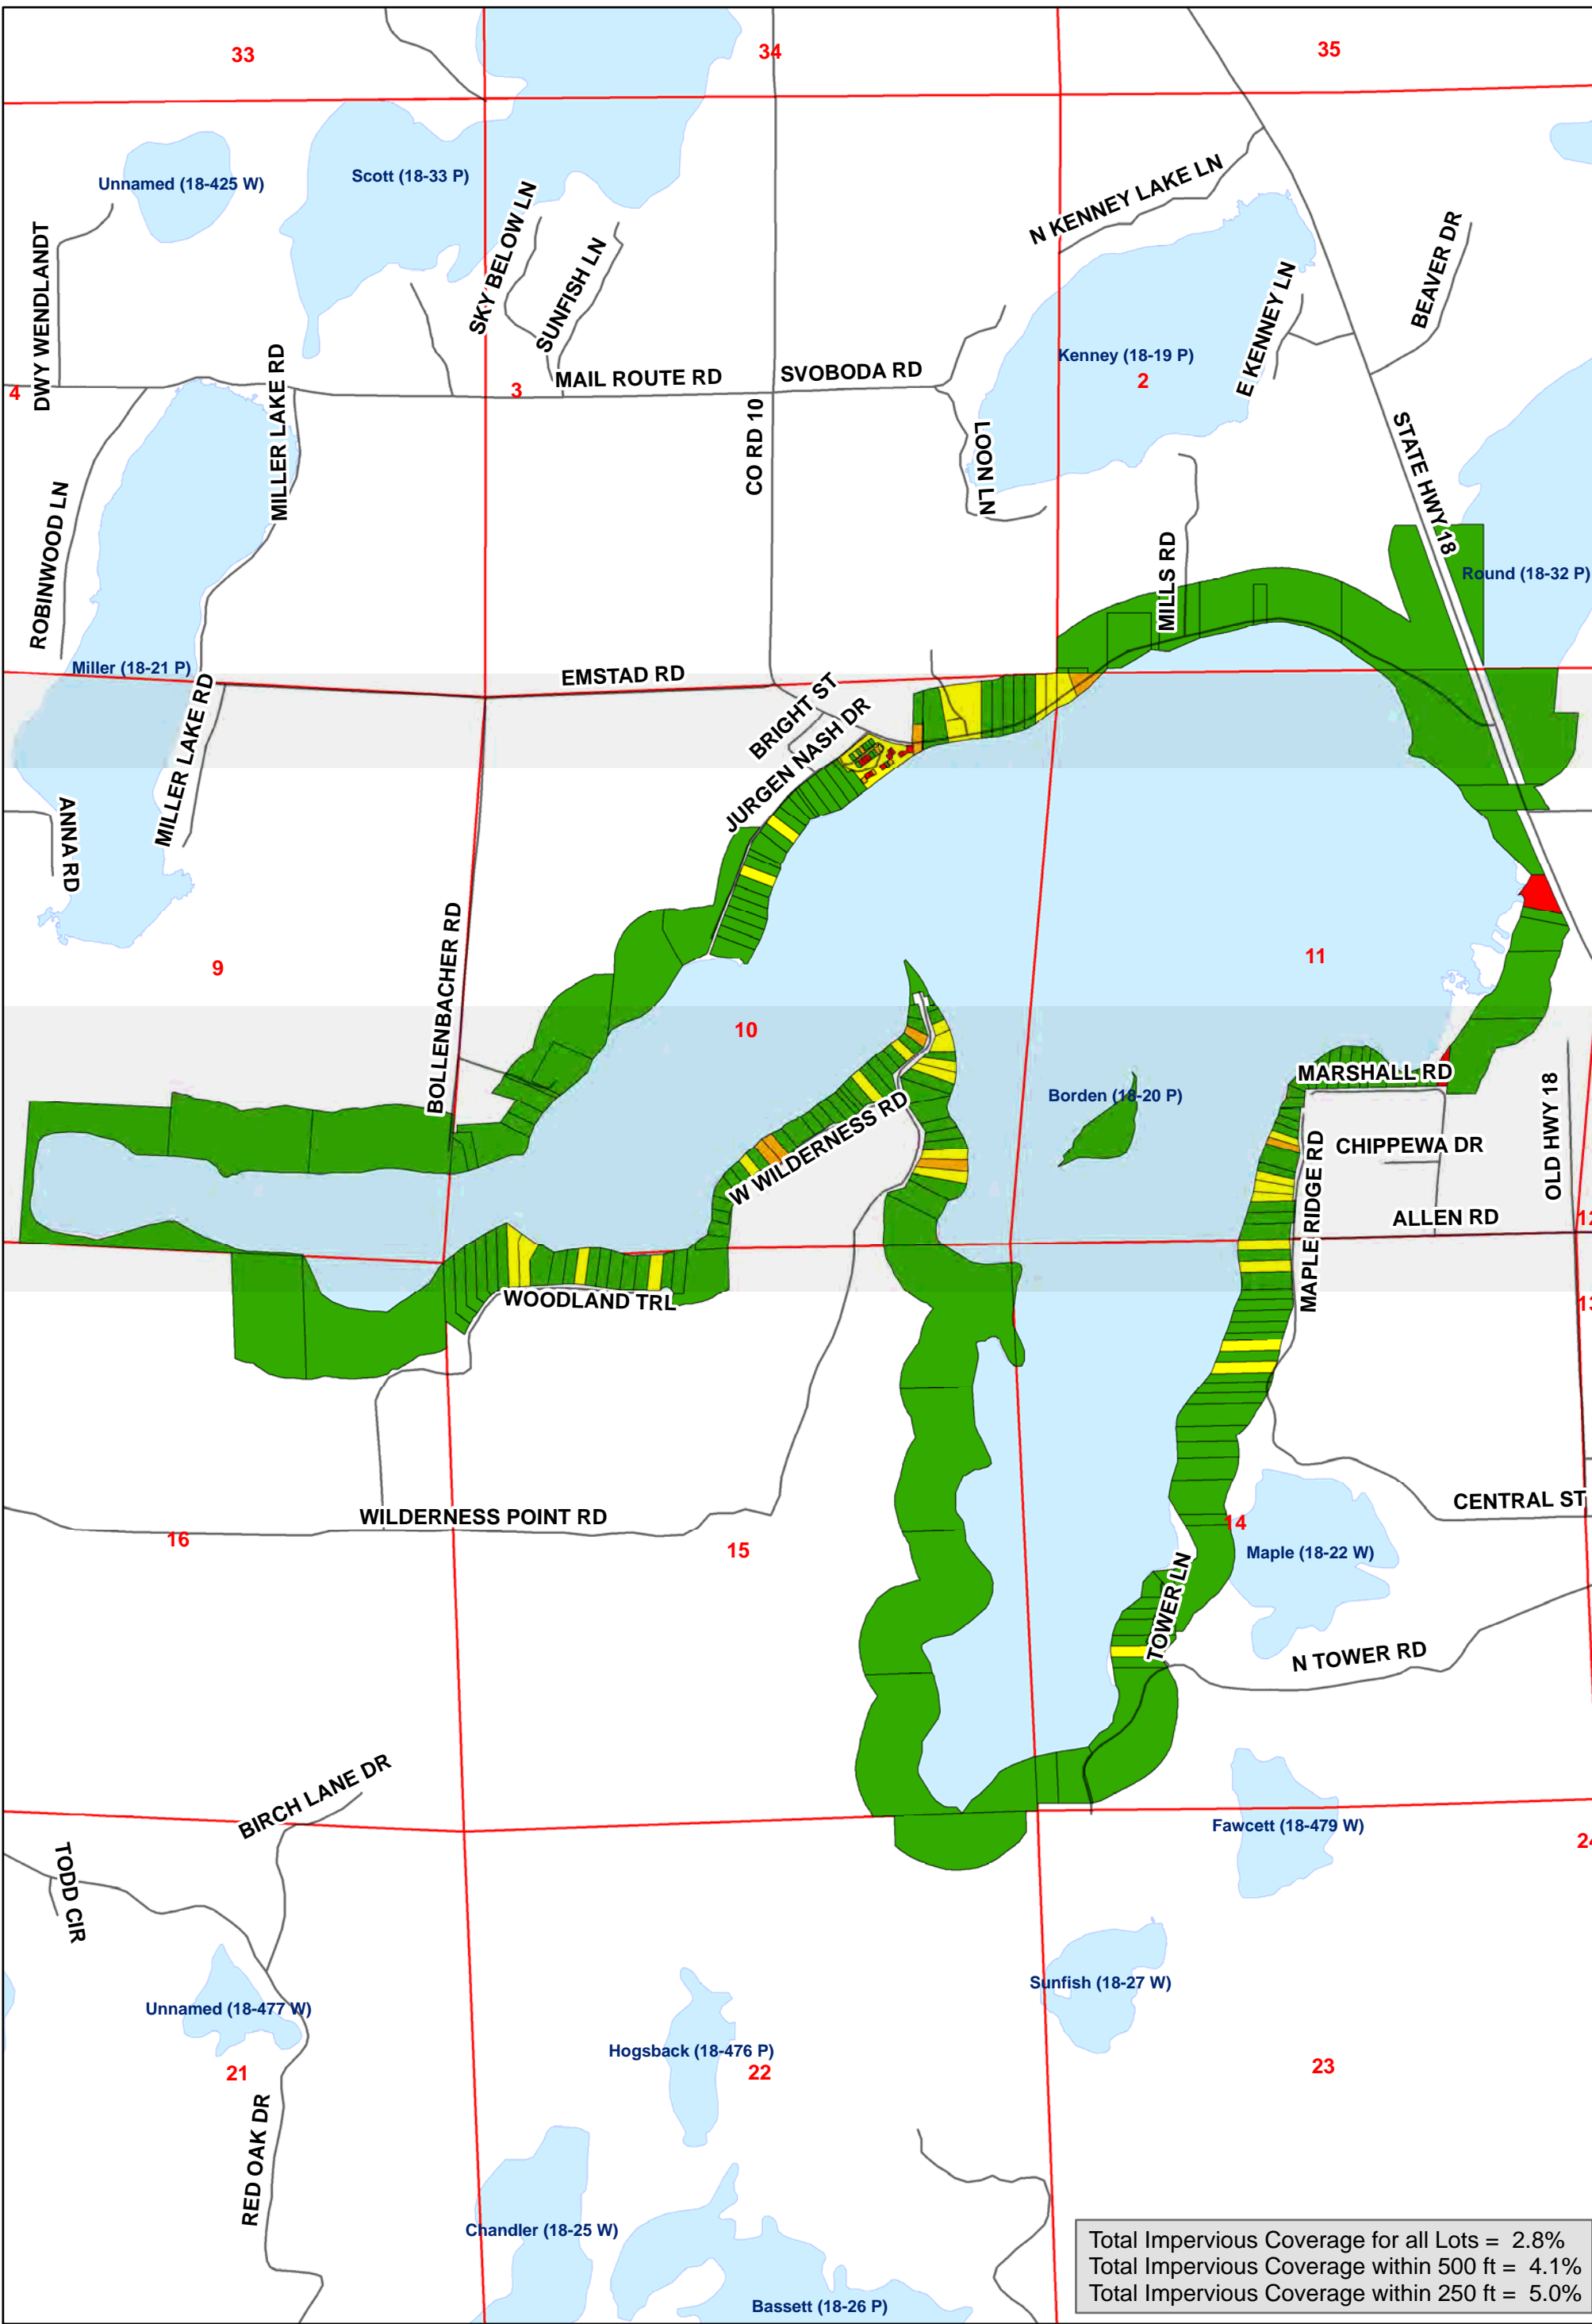 33
34
35
Unnamed (18-425 W)
Scott (18-33 P)
N KENNEY LAKE LN
SKY BELOW LN
SUNFISH LN
DWY WENDLANDT
BEAVER DR
E KENNEY LN
Kenney (18-19 P)
2
4
MILLER LAKE RD
3
MAIL ROUTE RD
SVOBODA RD
CO RD 10
LOON LN
STATE HWY 18
ROBINWOOD LN
MILLS RD
Round (18-32 P)
Miller (18-21 P)
EMSTAD RD
MILLER LAKE RD
BRIGHT ST
JURGEN NASH DR
ANNA RD
BOLLENBACHER RD
9
11
10
MARSHALL RD
Borden (18-20 P)
W WILDERNESS RD
CHIPPEWA DR
OLD HWY 18
MAPLE RIDGE RD
ALLEN RD
12
WOODLAND TRL
13
CENTRAL ST
WILDERNESS POINT RD
16
15
14
Maple (18-22 W)
TOWER LN
N TOWER RD
BIRCH LANE DR
Fawcett (18-479 W)
24
TODD CIR
Sunfish (18-27 W)
Unnamed (18-477 W)
Hogsback (18-476 P)
21
22
23
RED OAK DR
Chandler (18-25 W)
Bassett (18-26 P)
Total Impervious Coverage for all Lots = 2.8%
Total Impervious Coverage within 500 ft = 4.1%
Total Impervious Coverage within 250 ft = 5.0%